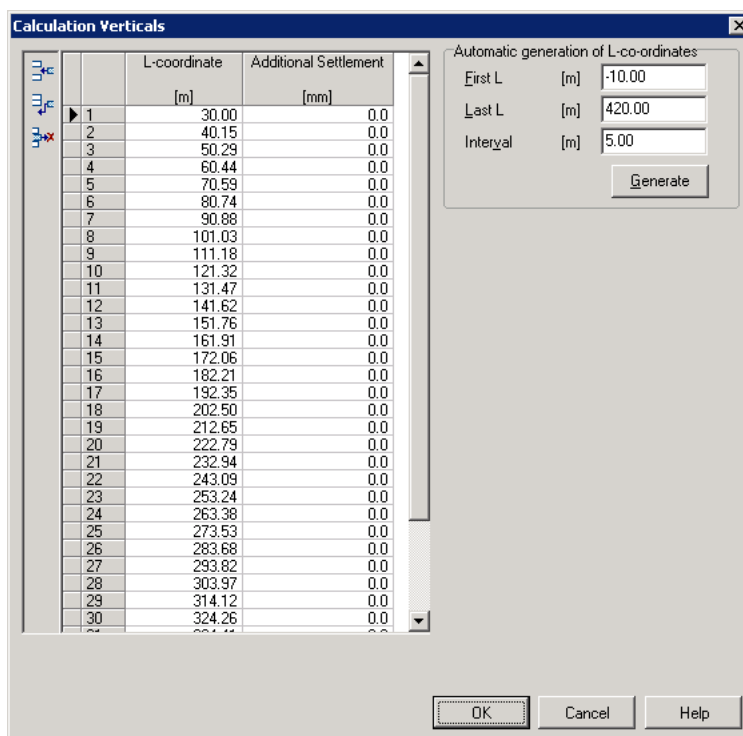 Calculation Verticals
L-coordinate Additional Settlement
[m] [mm]
1 30.00 0.0
2 40.15 0.0
3 50.29 0.0
4 60.44 0.0
5 70.59 0.0
6 80.74 0.0
7 90.88 0.0
8 101.03 0.0
9 111.18 0.0
10 121.32 0.0
11 131.47 0.0
12 141.62 0.0
13 151.76 0.0
14 161.91 0.0
15 172.06 0.0
16 182.21 0.0
17 192.35 0.0
18 202.50 0.0
19 212.65 0.0
20 222.79 0.0
21 232.94 0.0
22 243.09 0.0
23 253.24 0.0
24 263.38 0.0
25 273.53 0.0
26 283.68 0.0
27 293.82 0.0
28 303.97 0.0
29 314.12 0.0
30 324.26 0.0
Automatic generation of L-co-ordinates
First L [m] -10.00
Last L [m] 420.00
Interval [m] 5.00
Generate
OK Cancel Help